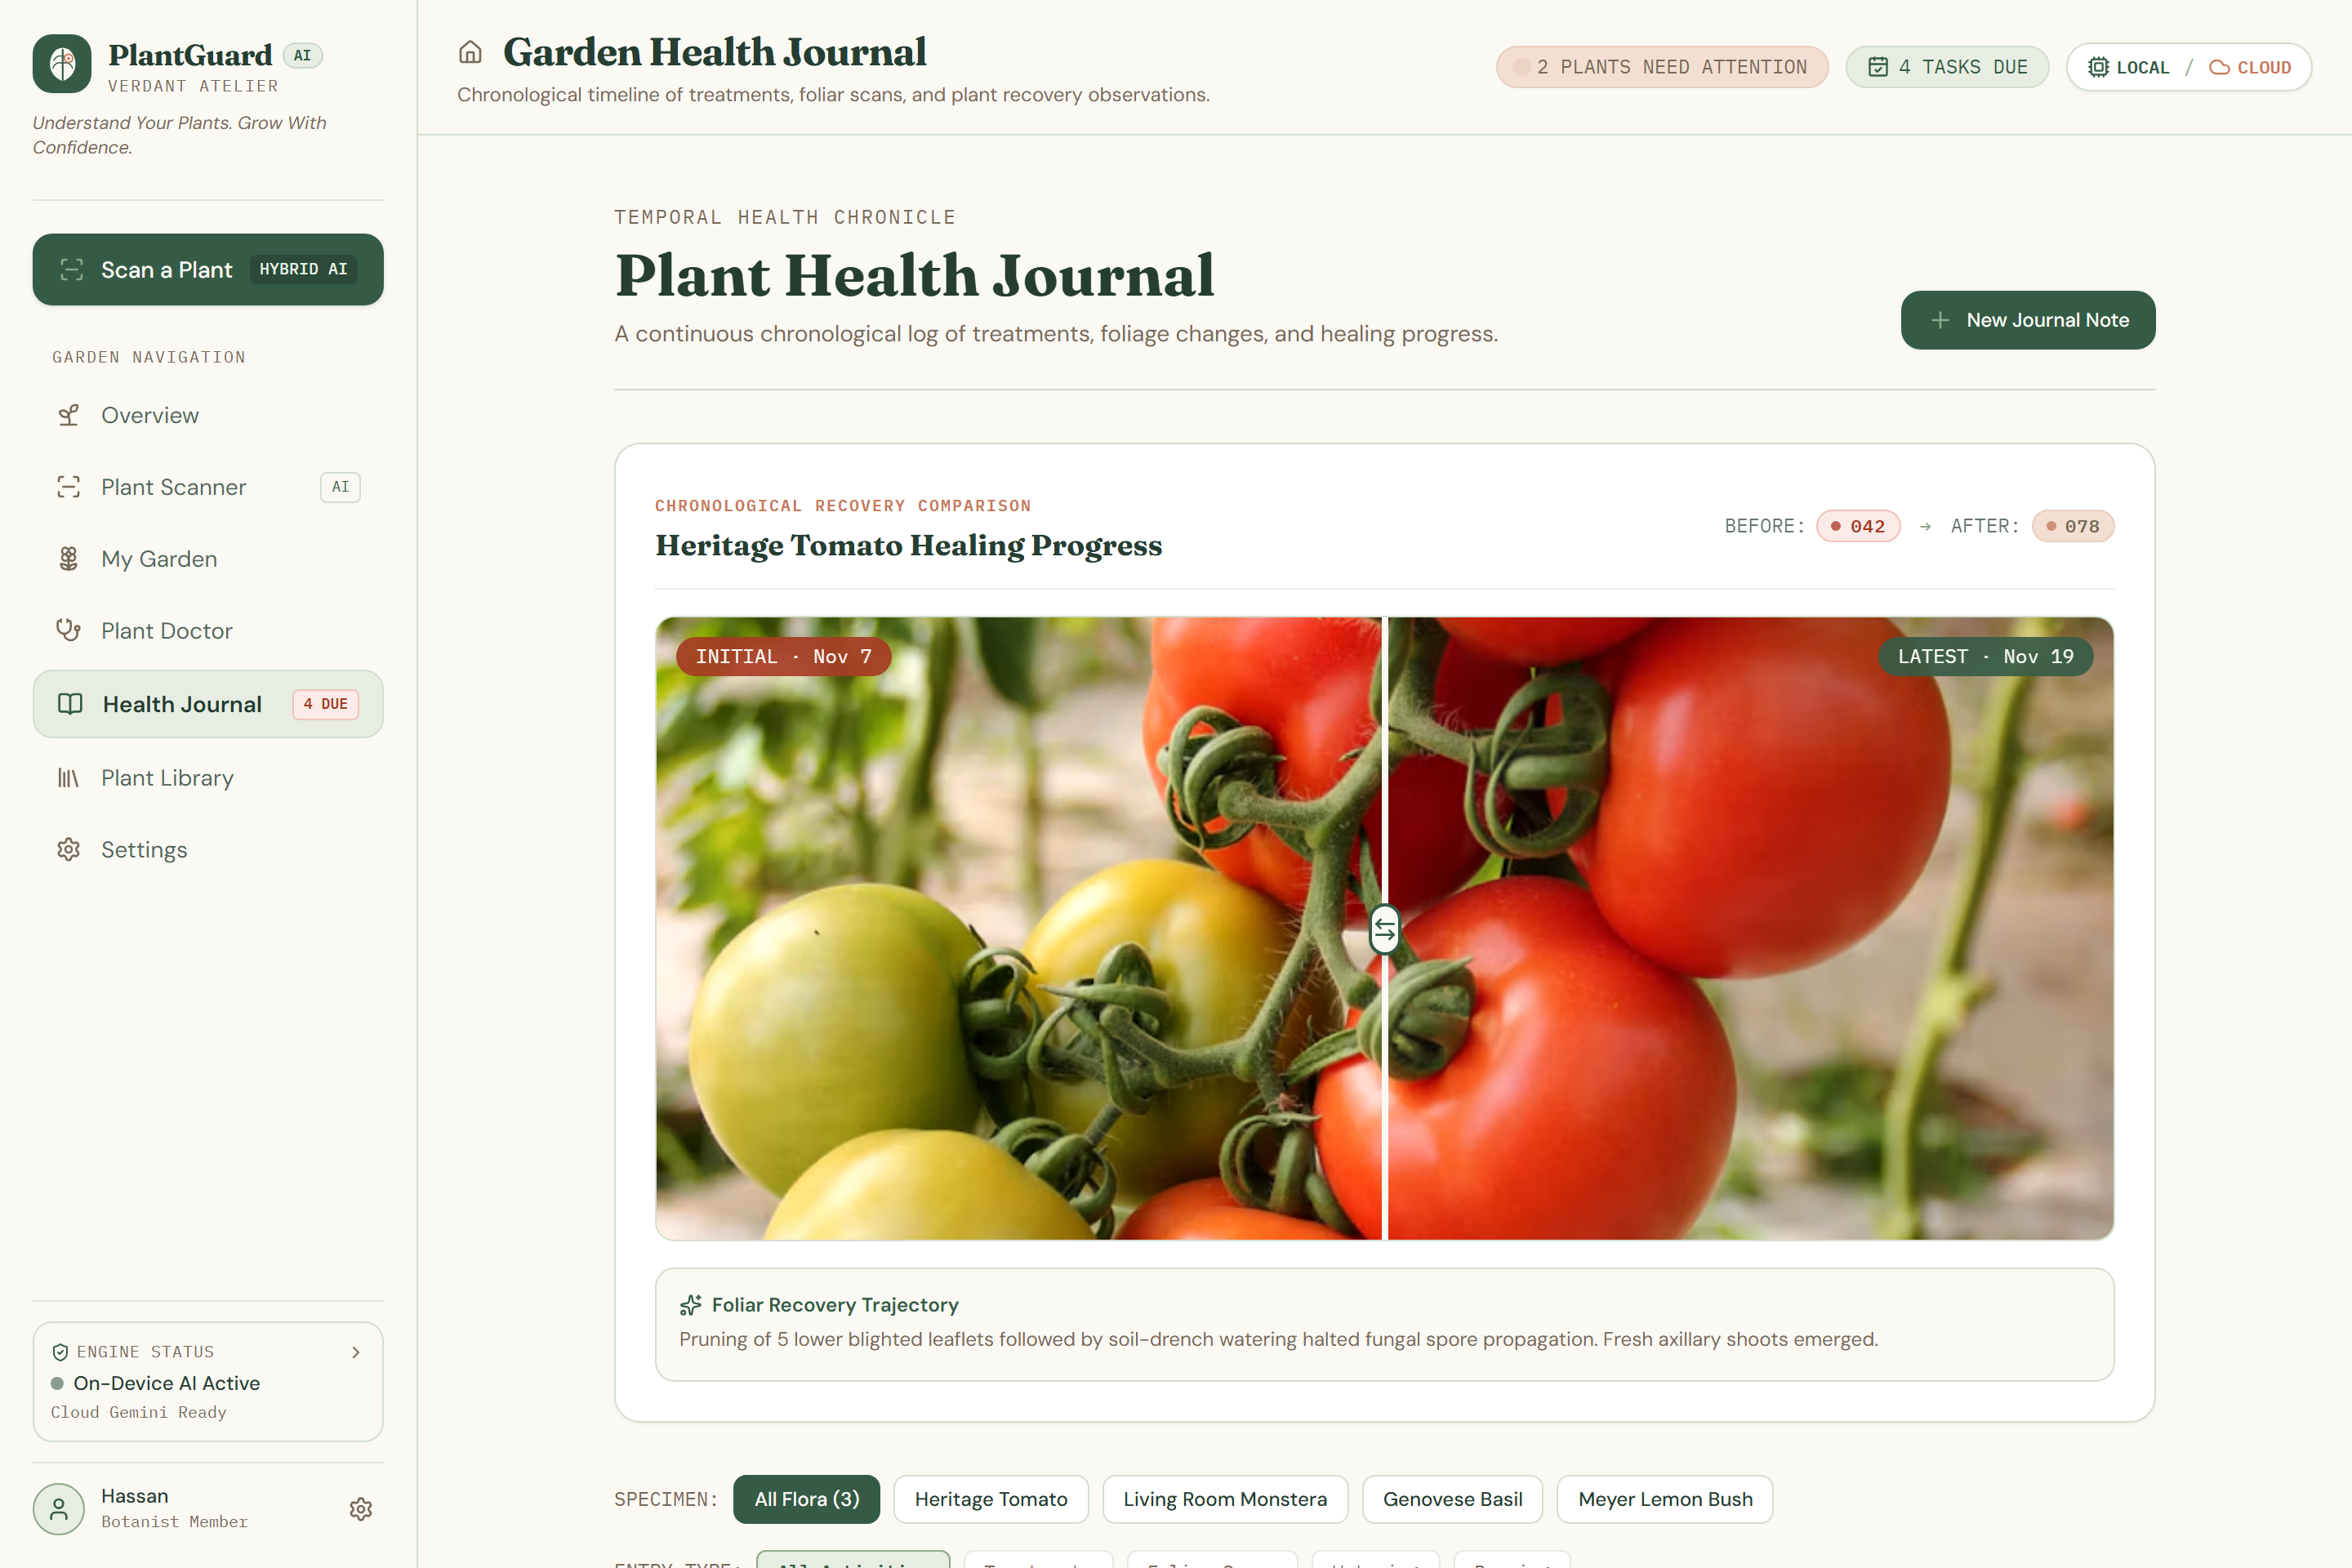 PlantGuard AI
VERDANT ATELIER
Understand Your Plants. Grow With
Confidence.
Scan a Plant HYBRID AI
GARDEN NAVIGATION
Overview
Plant Scanner AI
My Garden
Plant Doctor
Health Journal 4 DUE
Plant Library
Settings
ENGINE STATUS
On-Device AI Active
Cloud Gemini Ready
Hassan
Botanist Member
Garden Health Journal
Chronological timeline of treatments, foliar scans, and plant recovery observations.
2 PLANTS NEED ATTENTION
4 TASKS DUE
LOCAL / CLOUD
TEMPORAL HEALTH CHRONICLE
Plant Health Journal
A continuous chronological log of treatments, foliage changes, and healing progress.
New Journal Note
CHRONOLOGICAL RECOVERY COMPARISON
Heritage Tomato Healing Progress
BEFORE: 042 → AFTER: 078
INITIAL · Nov 7
LATEST · Nov 19
Foliar Recovery Trajectory
Pruning of 5 lower blighted leaflets followed by soil-drench watering halted fungal spore propagation. Fresh axillary shoots emerged.
SPECIMEN: All Flora (3) Heritage Tomato Living Room Monstera Genovese Basil Meyer Lemon Bush